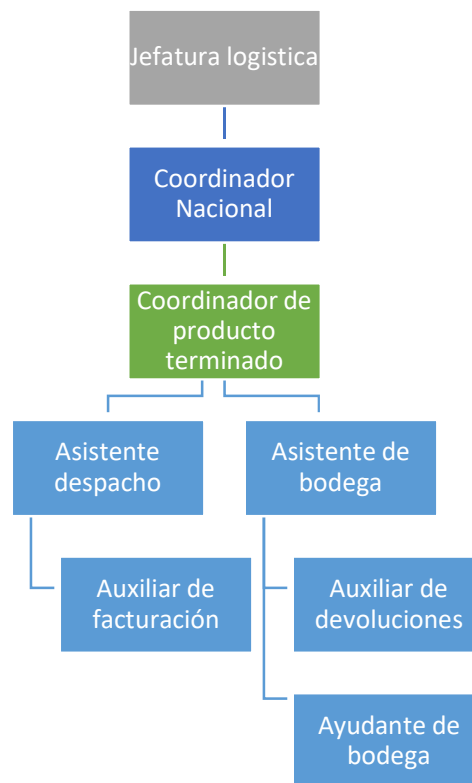 Jefatura logistica
Coordinador
Nacional
Coordinador de
producto
terminado
Asistente
despacho
Asistente de
bodega
Auxiliar de
facturación
Auxiliar de
devoluciones
Ayudante de
bodega